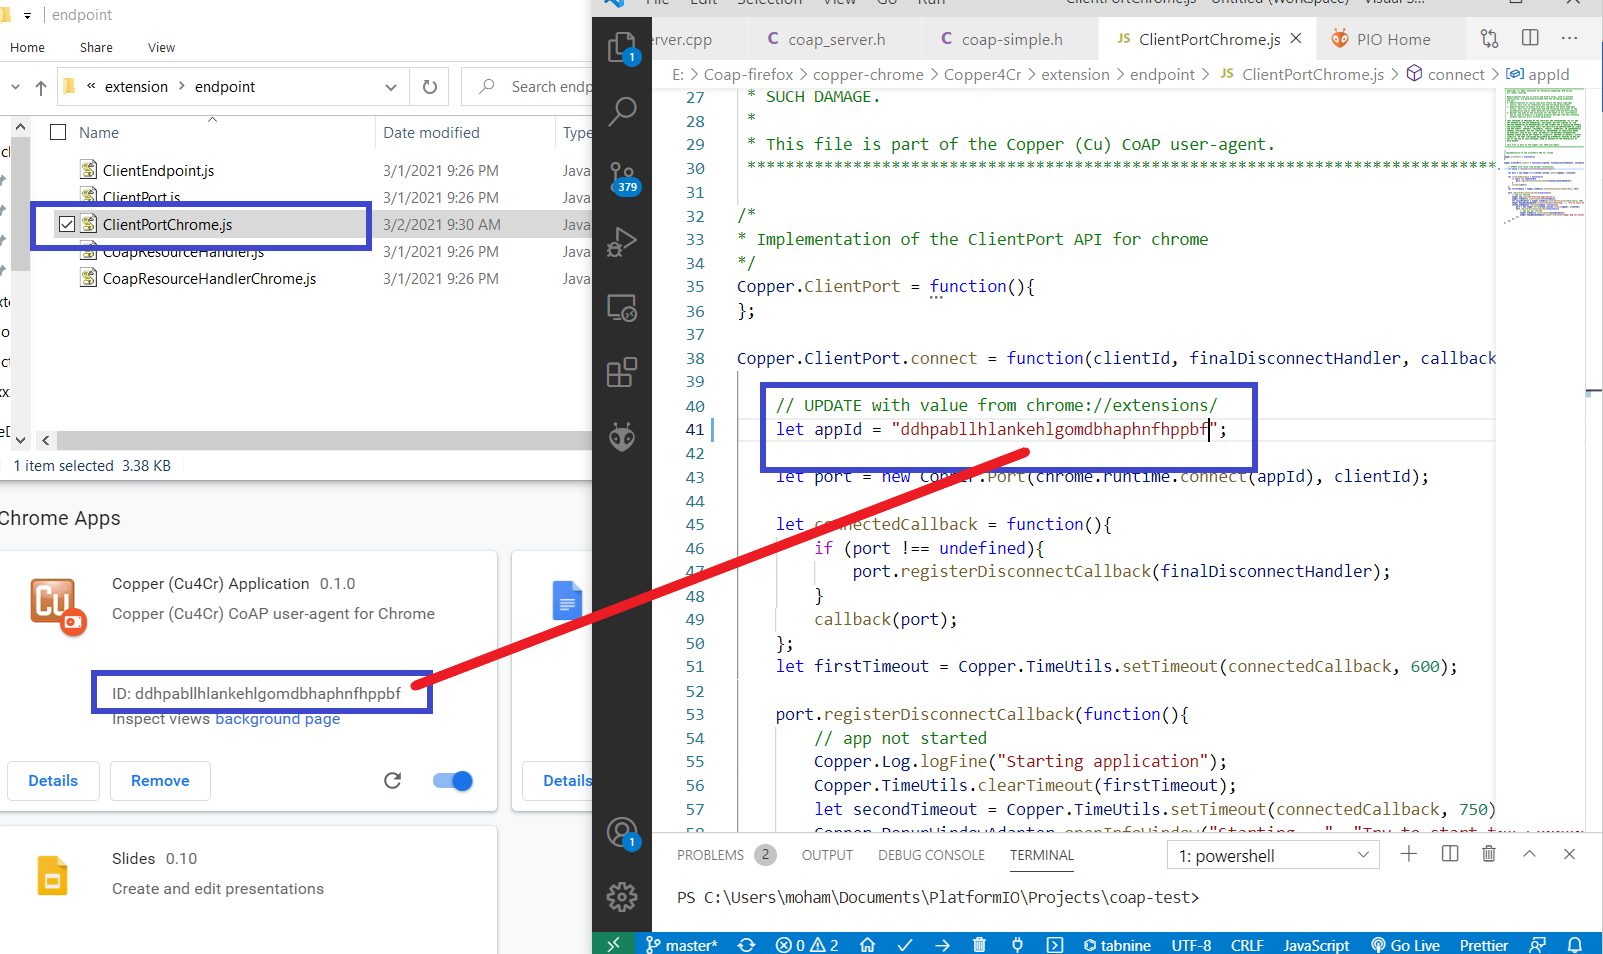 endpoint
Home Share View
« extension > endpoint
Search endp
Name Date modified Type
ClientEndpoint.js 3/1/2021 9:26 PM Java
ClientPort.js 3/1/2021 9:26 PM Java
ClientPortChrome.js 3/2/2021 9:30 AM Java
CoapResourceHandler.js 3/1/2021 9:26 PM Java
CoapResourceHandlerChrome.js 3/1/2021 9:26 PM Java
1 item selected 3.38 KB
Chrome Apps
Copper (Cu4Cr) Application 0.1.0
Copper (Cu4Cr) CoAP user-agent for Chrome
Cu
ID: ddhpabllhlankehlgomdbhaphnfhppbf
Inspect views background page
Details Remove
Details
Slides 0.10
Create and edit presentations
File Edit Selection View Go Run ClientPortChrome.js - Untitled (Workspace) - Visual S...
erver.cpp C coap_server.h C coap-simple.h JS ClientPortChrome.js PIO Home
E: > Coap-firefox > copper-chrome > Copper4Cr > extension > endpoint > JS ClientPortChrome.js > connect > appId
1
379
1
27 * SUCH DAMAGE.
28 *
29 * This file is part of the Copper (Cu) CoAP user-agent.
30 ******************************************************************************
31
32 /*
33 * Implementation of the ClientPort API for chrome
34 */
35 Copper.ClientPort = function(){
36 };
37
38 Copper.ClientPort.connect = function(clientId, finalDisconnectHandler, callback
39
40 // UPDATE with value from chrome://extensions/
41 let appId = "ddhpabllhlankehlgomdbhaphnfhppbf";
42
43 let port = new Copper.Port(chrome.runtime.connect(appId), clientId);
44
45 let connectedCallback = function(){
46 if (port !== undefined){
47 port.registerDisconnectCallback(finalDisconnectHandler);
48 }
49 callback(port);
50 };
51 let firstTimeout = Copper.TimeUtils.setTimeout(connectedCallback, 600);
52
53 port.registerDisconnectCallback(function(){
54 // app not started
55 Copper.Log.logFine("Starting application");
56 Copper.TimeUtils.clearTimeout(firstTimeout);
57 let secondTimeout = Copper.TimeUtils.setTimeout(connectedCallback, 750)
58 Copper.PopupWindowAdapter.openInfoWindow("Starting...", "Try to start t
PROBLEMS 2 OUTPUT DEBUG CONSOLE TERMINAL 1: powershell
PS C:\Users\moham\Documents\PlatformIO\Projects\coap-test>
master* 0 2 tabnine UTF-8 CRLF JavaScript Go Live Prettier